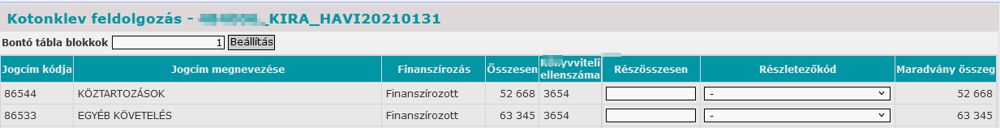 Kotonklev feldolgozás - _KIRA_HAVI20210131
Bontó tábla blokkok 1 Beállítás
Jogcím kódja Jogcím megnevezése Finanszírozás Összesen Könyvviteli ellenszáma Részösszesen Részletezőkód Maradvány összeg
86544 KÖZTARTOZÁSOK Finanszírozott 52 668 3654 - 52 668
86533 EGYÉB KÖVETELÉS Finanszírozott 63 345 3654 - 63 345